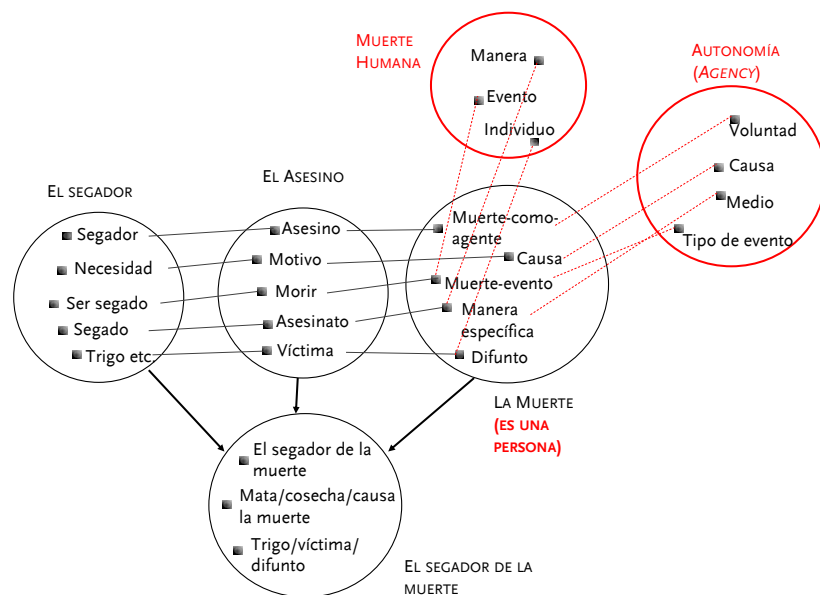 MUERTE
HUMANA
Manera
Evento
Individuo
AUTONOMÍA
(AGENCY)
Voluntad
Causa
Medio
Tipo de evento
EL SEGADOR
Segador
Necesidad
Ser segado
Segado
Trigo etc
EL ASESINO
Asesino
Motivo
Morir
Asesinato
Víctima
Muerte-como-
agente
Causa
Muerte-evento
Manera
específica
Difunto
LA MUERTE
(ES UNA
PERSONA)
El segador de la
muerte
Mata/cosecha/causa
la muerte
Trigo/víctima/
difunto
EL SEGADOR DE LA
MUERTE